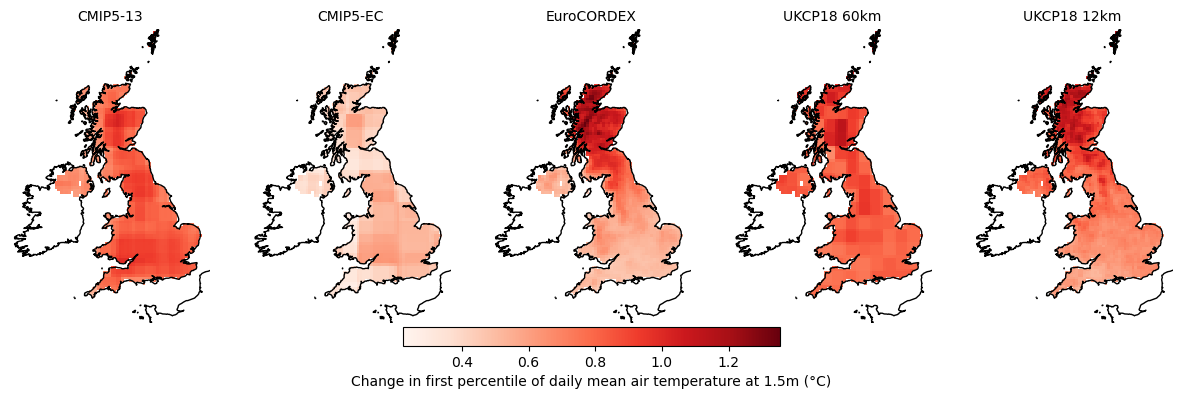 CMIP5-13 CMIP5-EC EuroCORDEX UKCP18 60km UKCP18 12km
0.4 0.6 0.8 1.0 1.2
Change in first percentile of daily mean air temperature at 1.5m (°C)